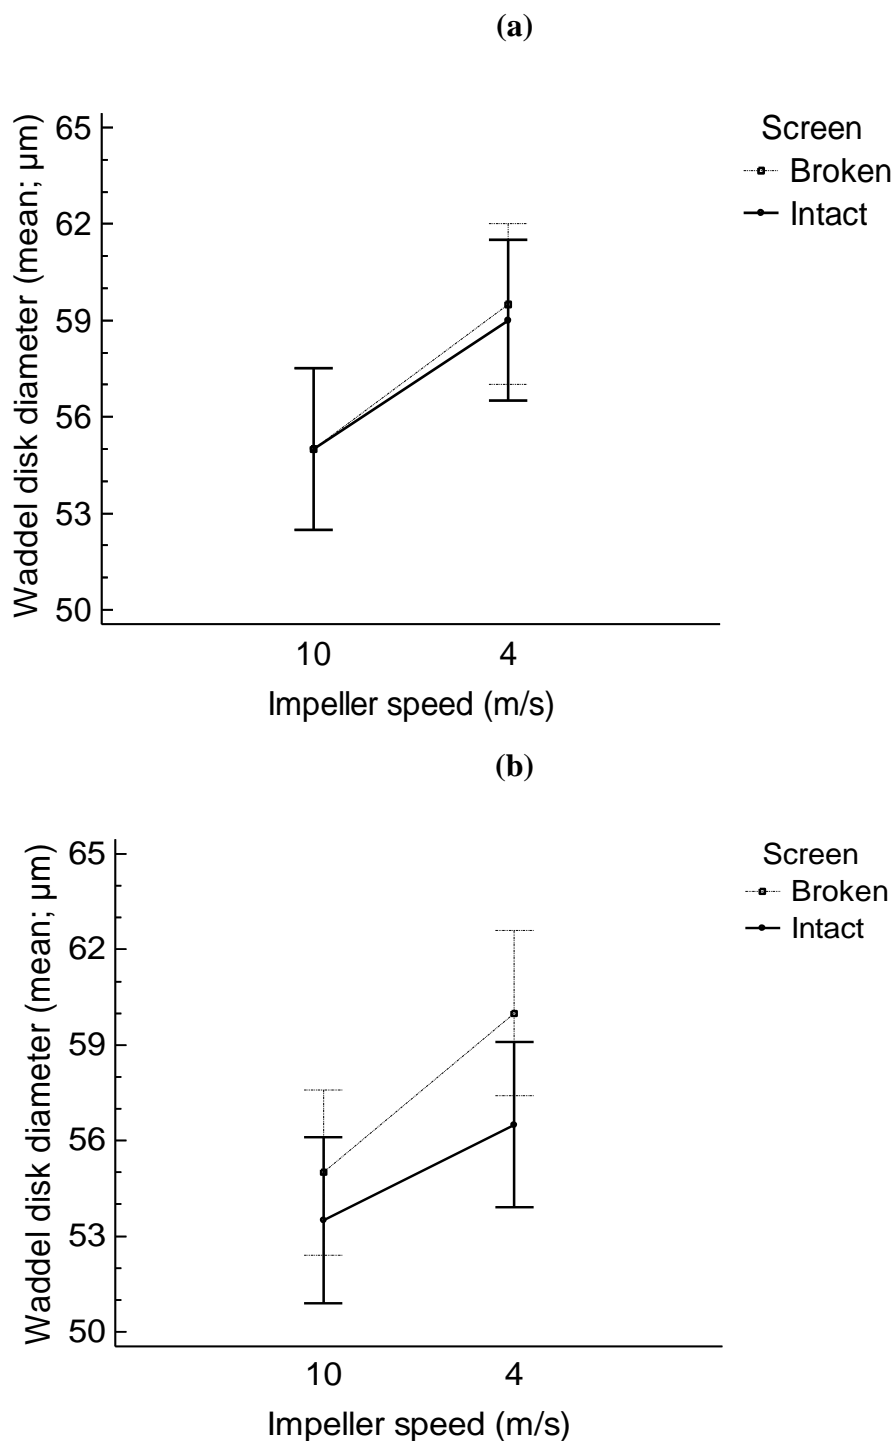 (a)
Waddel disk diameter (mean; µm)
65
62
59
56
53
50
10 4
Impeller speed (m/s)
Screen
Broken
Intact
(b)
Waddel disk diameter (mean; µm)
65
62
59
56
53
50
10 4
Impeller speed (m/s)
Screen
Broken
Intact